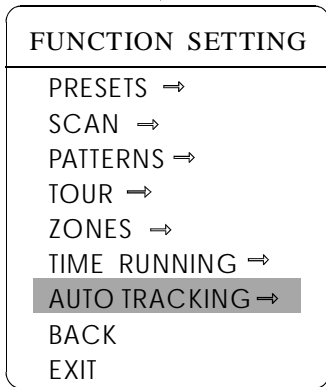 FUNCTION SETTING
PRESETS ⇒
SCAN ⇒
PATTERNS ⇒
TOUR ⇒
ZONES ⇒
TIME RUNNING ⇒
AUTO TRACKING ⇒
BACK
EXIT